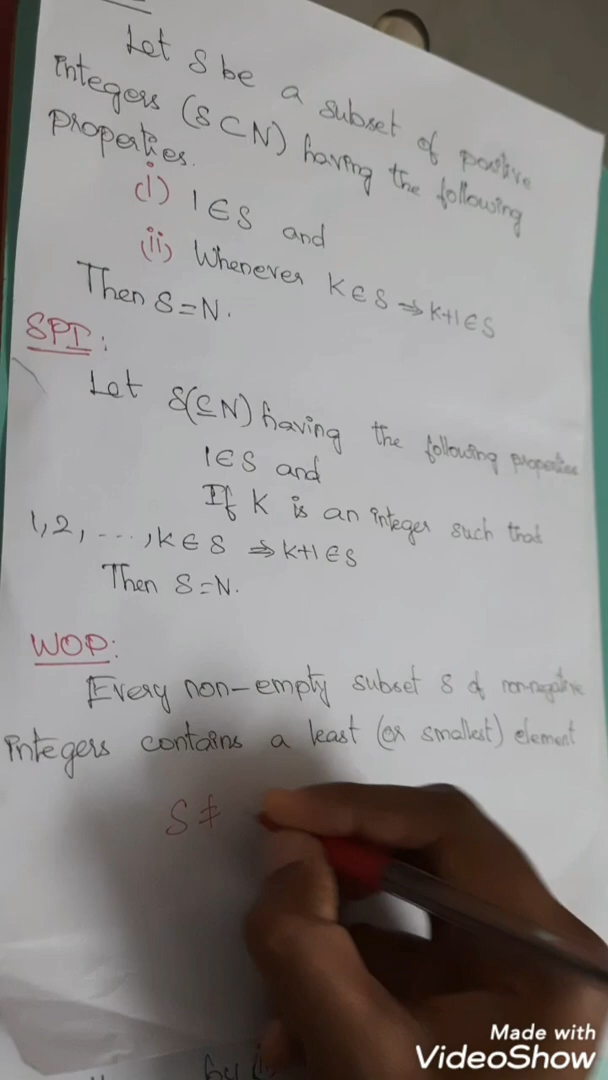 Let S be a subset of positive
integers (S ⊂ N) having the following
properties.
(i) 1 ∈ S and
(ii) Whenever K ∈ S ⇒ K+1 ∈ S
Then S = N.
SPI:
Let S(⊆ N) having the following properties
1 ∈ S and
If K is an integer such that
1, 2, ----, K ∈ S ⇒ K+1 ∈ S
Then S = N.
WOP:
Every non-empty subset S of non-negative
integers contains a least (or smallest) element
S ≠
by
Made with
VideoShow